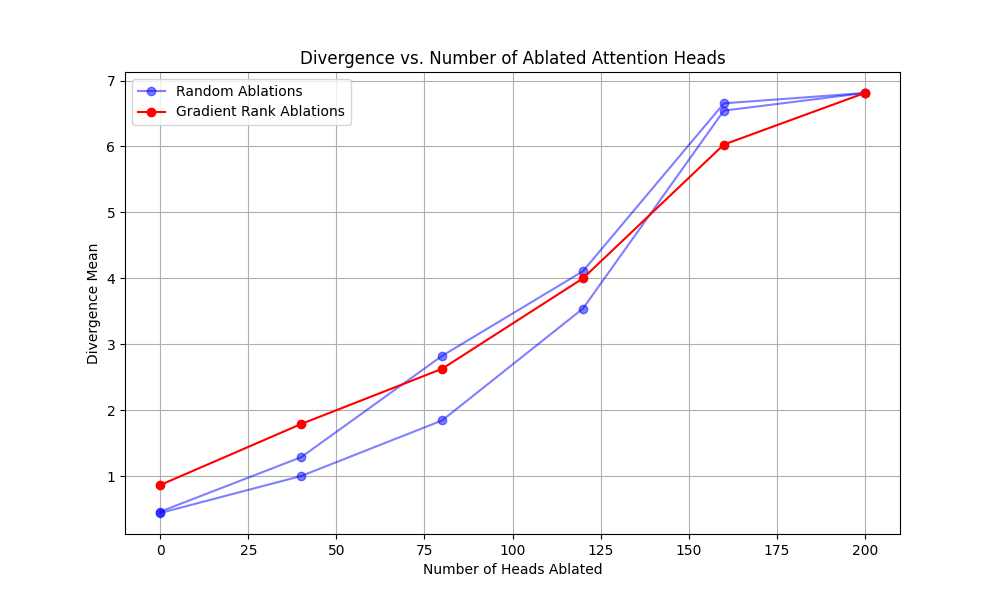 Divergence vs. Number of Ablated Attention Heads
Random Ablations
Gradient Rank Ablations
Divergence Mean
7
6
5
4
3
2
1
0 25 50 75 100 125 150 175 200
Number of Heads Ablated